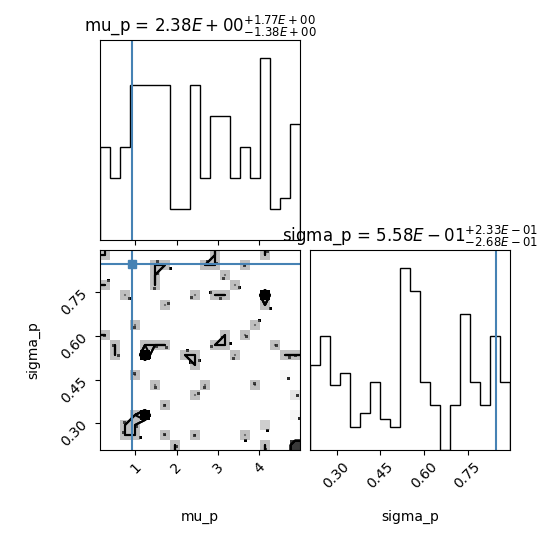 mu_p = 2.38E + 00+1.77E+00−1.38E+00
sigma_p = 5.58E − 01+2.33E−01−2.68E−01
sigma_p
0.75
0.60
0.45
0.30
1 2 3 4
0.30 0.45 0.60 0.75
mu_p
sigma_p